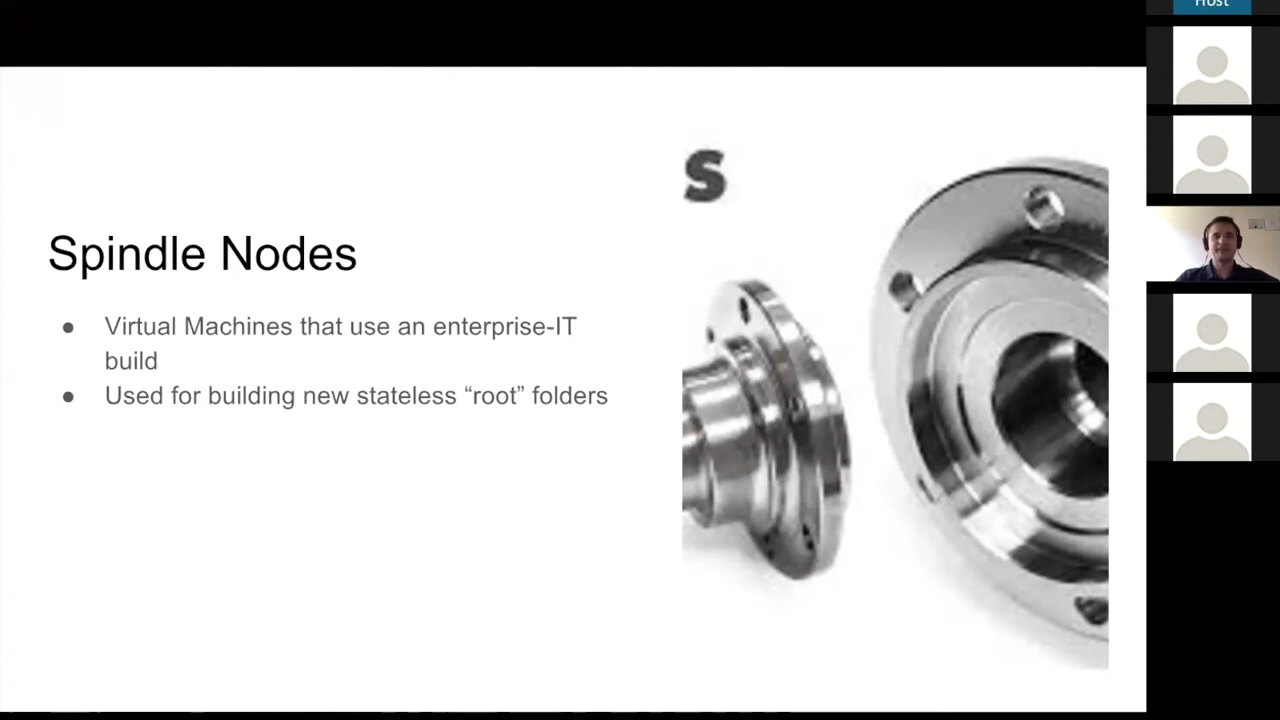 Host
S
Spindle Nodes
● Virtual Machines that use an enterprise-IT
build
● Used for building new stateless “root” folders